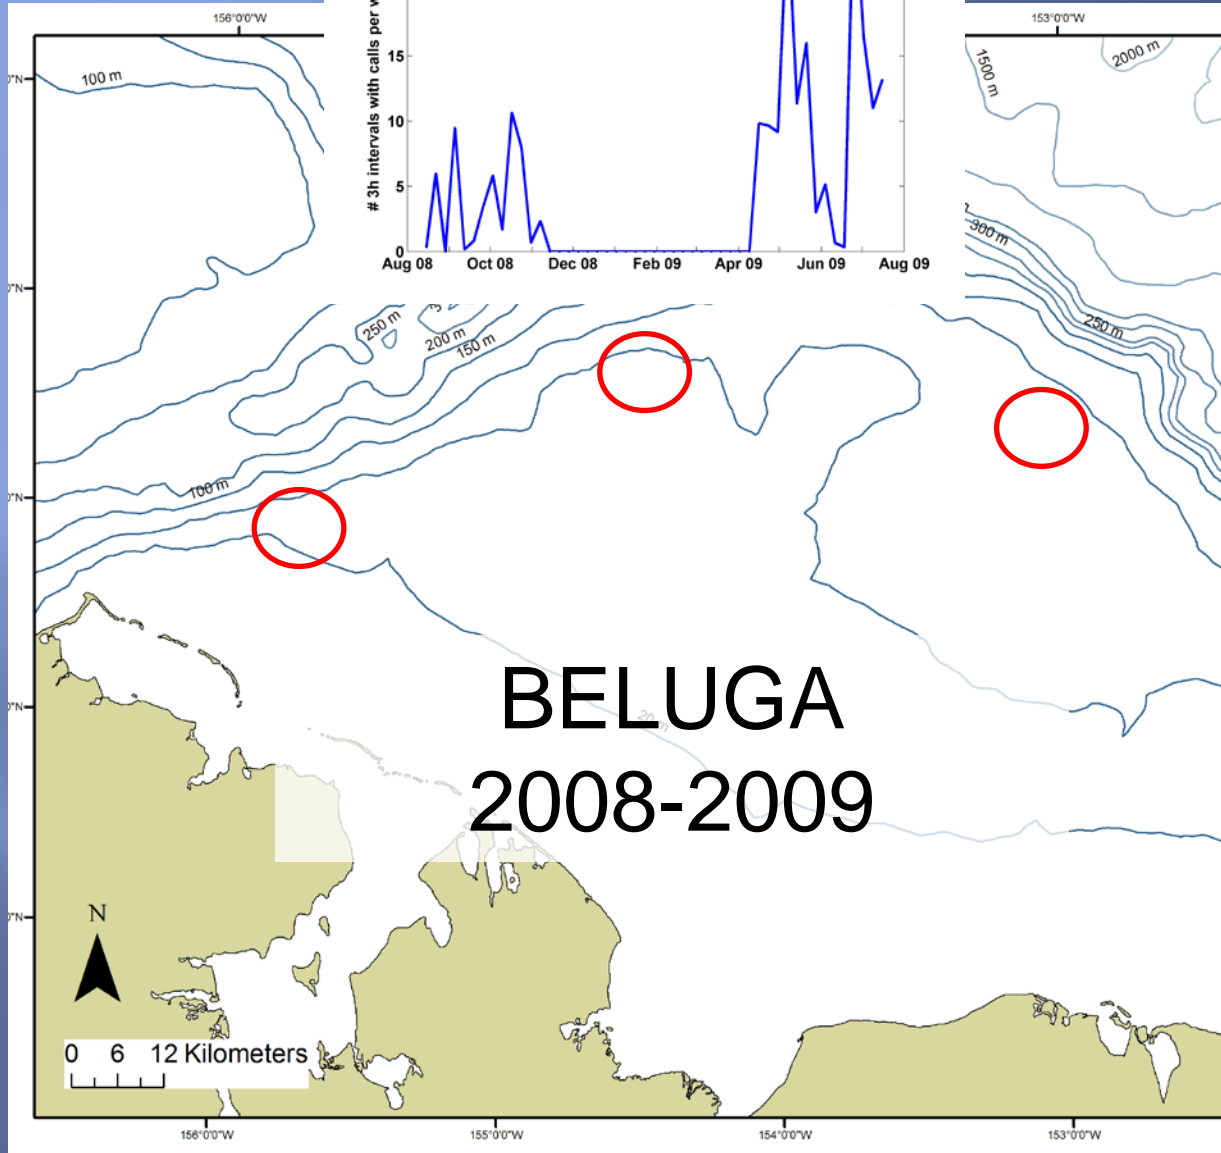 156°0'0"W
153°0'0"W
# 3h intervals with calls per
15
10
5
0
Aug 08 Oct 08 Dec 08 Feb 09 Apr 09 Jun 09 Aug 09
100 m
1500 m
2000 m
300 m
250 m
250 m
200 m
150 m
100 m
20 m
BELUGA
2008-2009
N
0 6 12 Kilometers
156°0'0"W 155°0'0"W 154°0'0"W 153°0'0"W